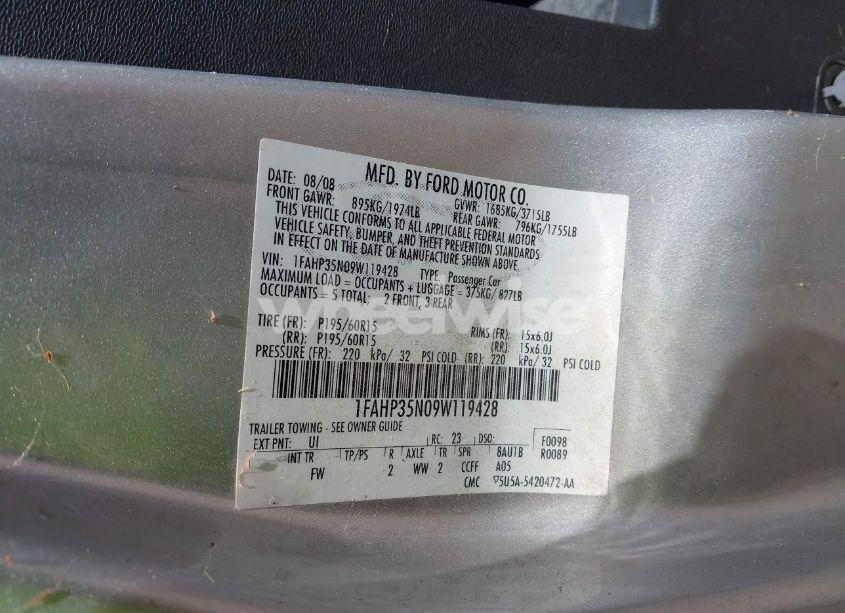 MFD. BY FORD MOTOR CO.
DATE: 08/08 GVWR: 1685KG/3715LB
FRONT GAWR: 895KG/1974LB REAR GAWR: 796KG/1755LB
THIS VEHICLE CONFORMS TO ALL APPLICABLE FEDERAL MOTOR
VEHICLE SAFETY, BUMPER, AND THEFT PREVENTION STANDARDS
IN EFFECT ON THE DATE OF MANUFACTURE SHOWN ABOVE.
VIN: 1FAHP35N09W119428 TYPE: Passenger Car
MAXIMUM LOAD = OCCUPANTS + LUGGAGE = 375KG/ 827LB
OCCUPANTS = 5 TOTAL: 2 FRONT, 3 REAR
wheelwise
TIRE (FR): P195/60R15 RIMS (FR): 15x6.0J
(RR): P195/60R15 (RR): 15x6.0J
PRESSURE (FR): 220 kPa/ 32 PSI COLD (RR): 220 kPa/ 32 PSI COLD
1FAHP35N09W119428
TRAILER TOWING - SEE OWNER GUIDE
EXT PNT: UI RC: 23 DSO: F0098
INT TR TP/PS R AXLE TR SPR 8AU1B R0089
FW 2 WW 2 CCFF A05
CMC 5U5A-5420472-AA